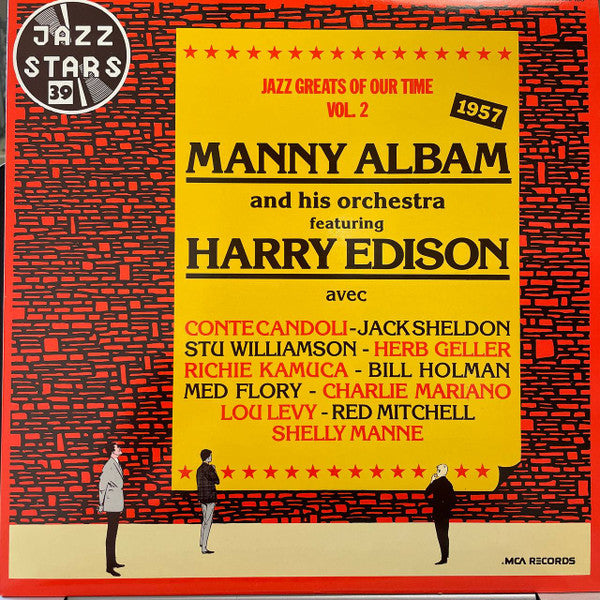 JAZZ
STARS
39
JAZZ GREATS OF OUR TIME
VOL. 2
1957
MANNY ALBAM
and his orchestra
featuring
HARRY EDISON
avec
CONTE CANDOLI - JACK SHELDON
STU WILLIAMSON - HERB GELLER
RICHIE KAMUCA - BILL HOLMAN
MED FLORY - CHARLIE MARIANO
LOU LEVY - RED MITCHELL
SHELLY MANNE
.MCA RECORDS